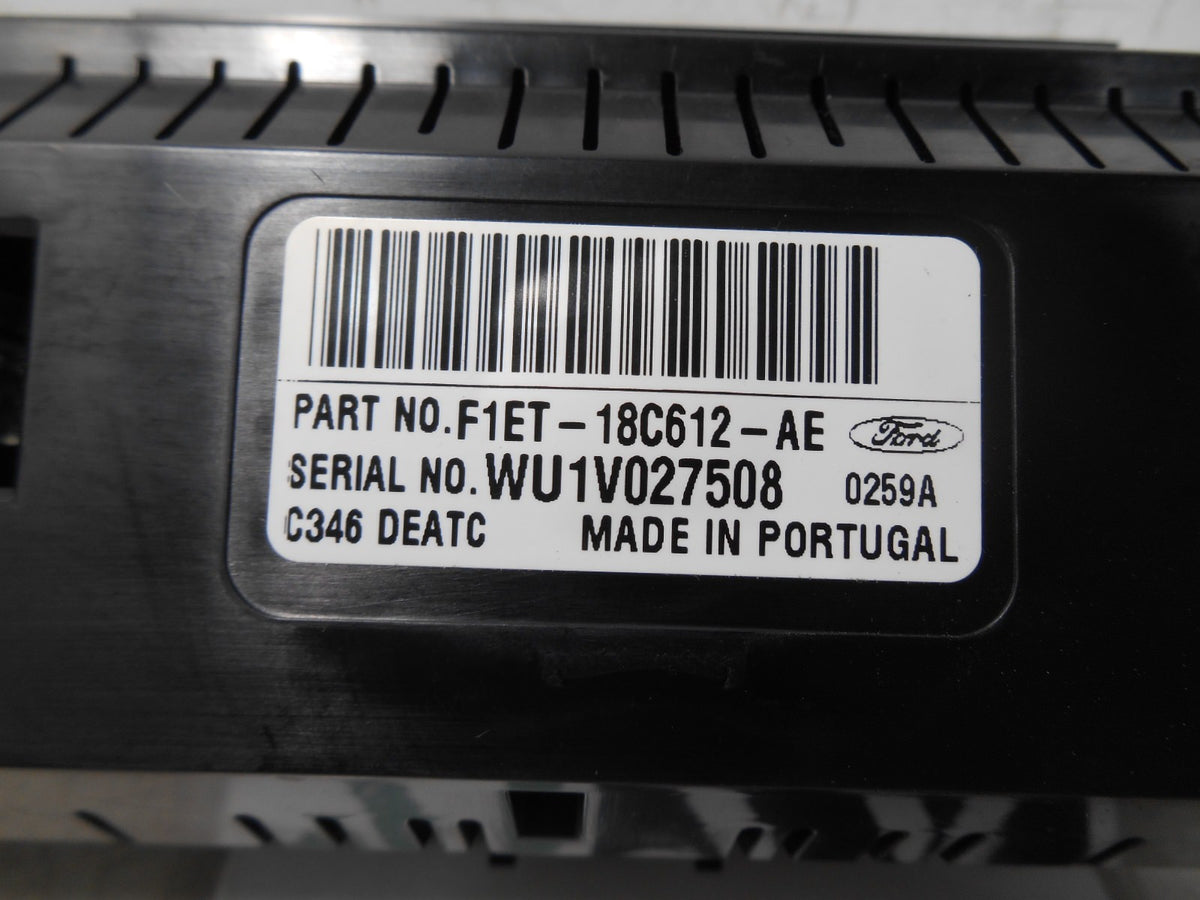 PART NO. F1ET-18C612-AE Ford
SERIAL NO. WU1V027508 0259A
C346 DEATC MADE IN PORTUGAL